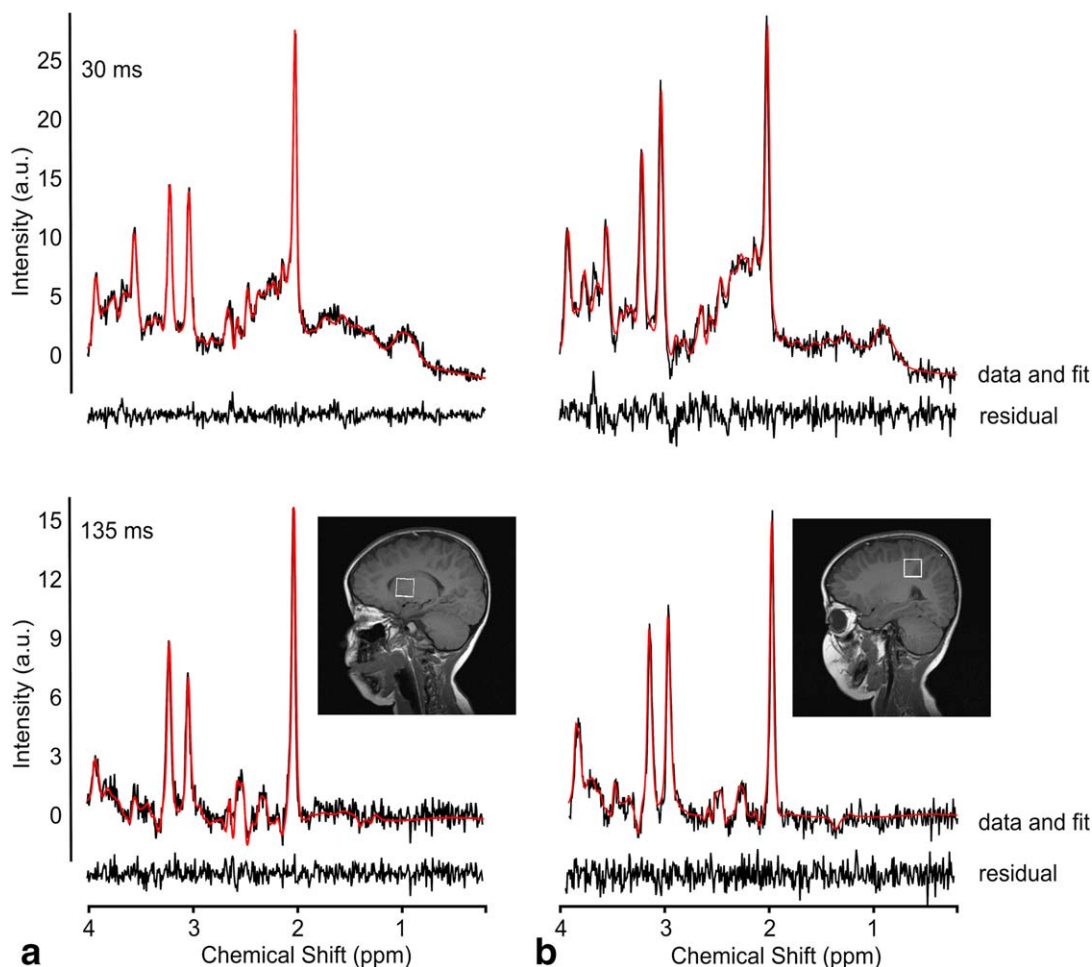 30 ms
25
20
15
10
5
0
Intensity (a.u.)
data and fit
residual
135 ms
15
12
9
6
3
0
Intensity (a.u.)
data and fit
residual
4 3 2 1
4 3 2 1
a Chemical Shift (ppm)
b Chemical Shift (ppm)